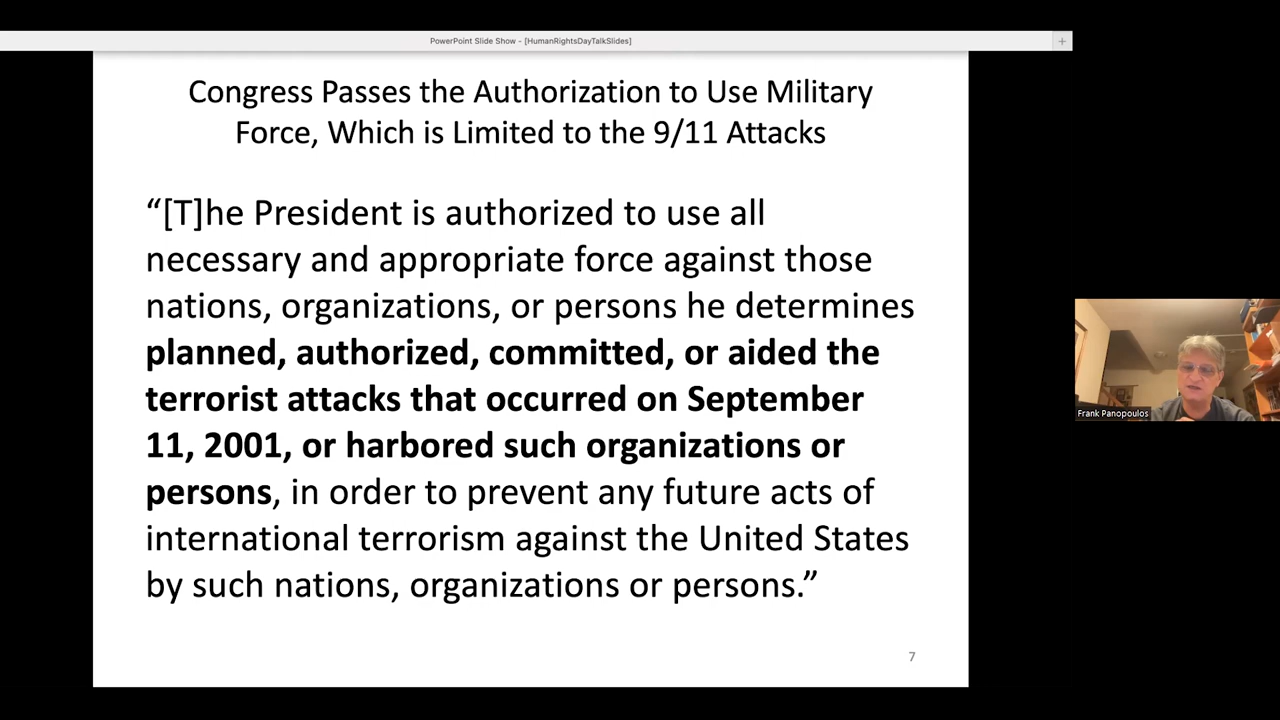 PowerPoint Slide Show - [HumanRightsDayTalkSlides]
+
Congress Passes the Authorization to Use Military
Force, Which is Limited to the 9/11 Attacks
“[T]he President is authorized to use all
necessary and appropriate force against those
nations, organizations, or persons he determines
planned, authorized, committed, or aided the
terrorist attacks that occurred on September
11, 2001, or harbored such organizations or
persons, in order to prevent any future acts of
international terrorism against the United States
by such nations, organizations or persons.”
7
Frank Panopoulos